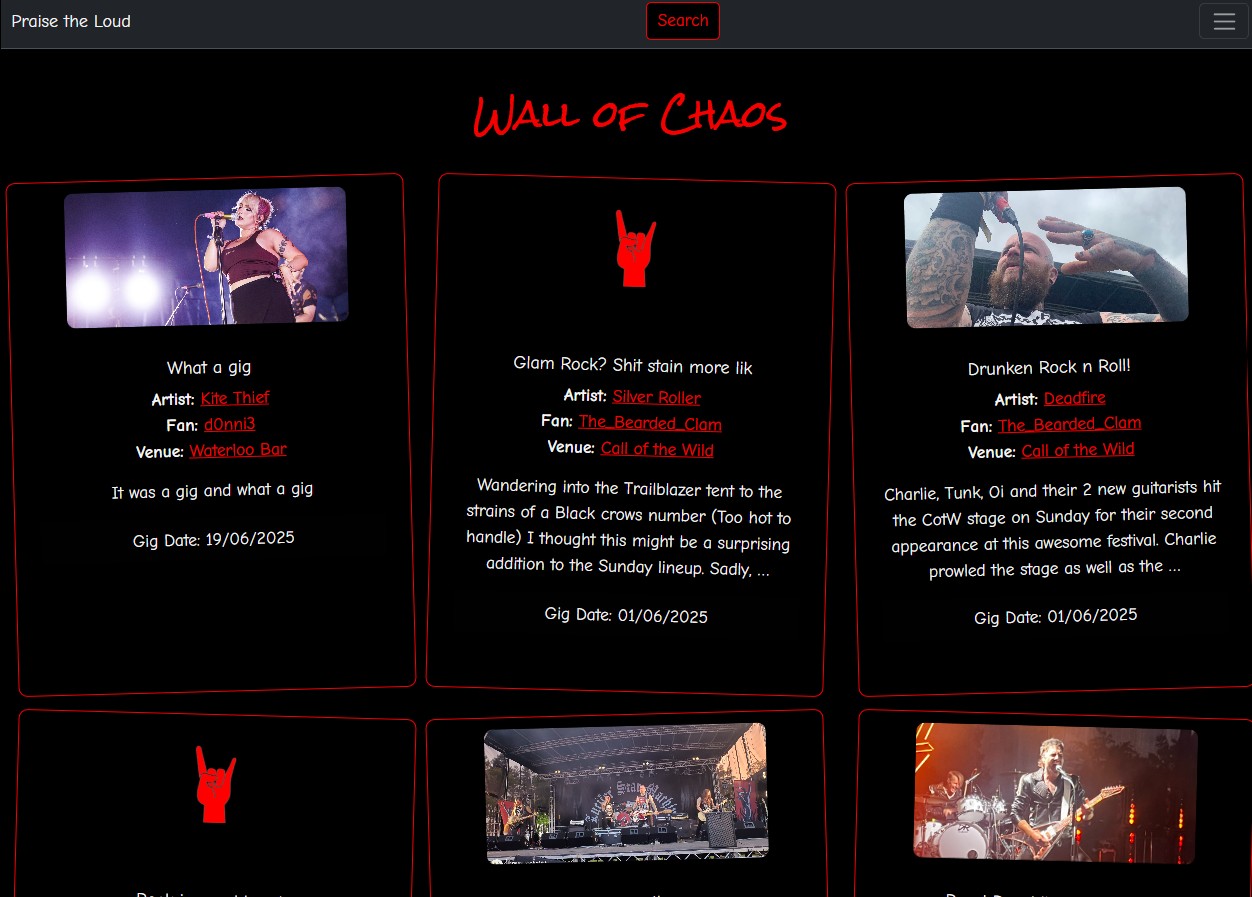 Praise the Loud
Search
Wall of Chaos
What a gig
Artist: Kite Thief
Fan: d0nni3
Venue: Waterloo Bar
It was a gig and what a gig
Gig Date: 19/06/2025
Glam Rock? Shit stain more lik
Artist: Silver Roller
Fan: The_Bearded_Clam
Venue: Call of the Wild
Wandering into the Trailblazer tent to the
strains of a Black crows number (Too hot to
handle) I thought this might be a surprising
addition to the Sunday lineup. Sadly, ...
Gig Date: 01/06/2025
Drunken Rock n Roll!
Artist: Deadfire
Fan: The_Bearded_Clam
Venue: Call of the Wild
Charlie, Tunk, Oi and their 2 new guitarists hit
the CotW stage on Sunday for their second
appearance at this awesome festival. Charlie
prowled the stage as well as the ...
Gig Date: 01/06/2025